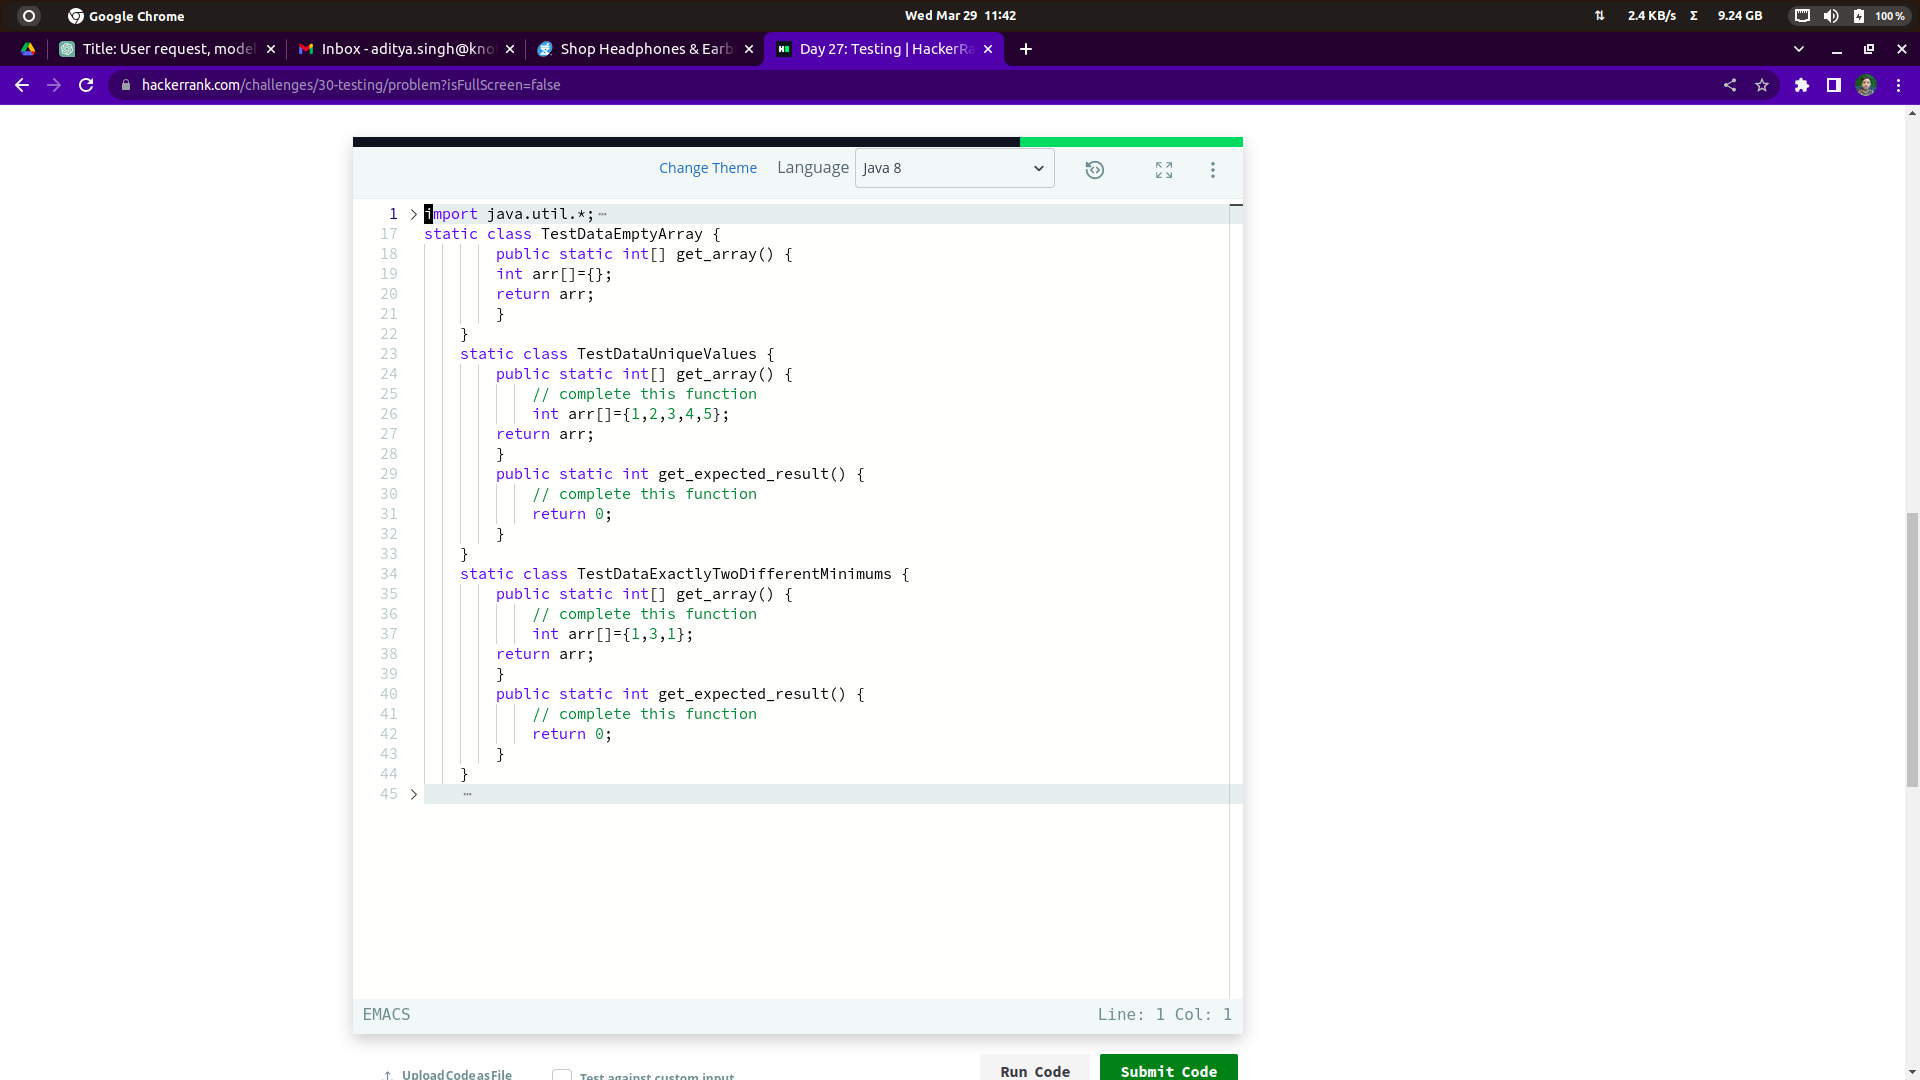 Google Chrome
Wed Mar 29 11:42
2.4 KB/s Σ 9.24 GB
100 %
Title: User request, mode
Inbox - aditya.singh@kno
Shop Headphones & Earb
Day 27: Testing | HackerRa
hackerrank.com/challenges/30-testing/problem?isFullScreen=false
Change Theme Language Java 8
1 import java.util.*;
17 static class TestDataEmptyArray {
18 public static int[] get_array() {
19 int arr[]={};
20 return arr;
21 }
22 }
23 static class TestDataUniqueValues {
24 public static int[] get_array() {
25 // complete this function
26 int arr[]={1,2,3,4,5};
27 return arr;
28 }
29 public static int get_expected_result() {
30 // complete this function
31 return 0;
32 }
33 }
34 static class TestDataExactlyTwoDifferentMinimums {
35 public static int[] get_array() {
36 // complete this function
37 int arr[]={1,3,1};
38 return arr;
39 }
40 public static int get_expected_result() {
41 // complete this function
42 return 0;
43 }
44 }
45
EMACS Line: 1 Col: 1
Upload Code as File Test against custom input Run Code Submit Code